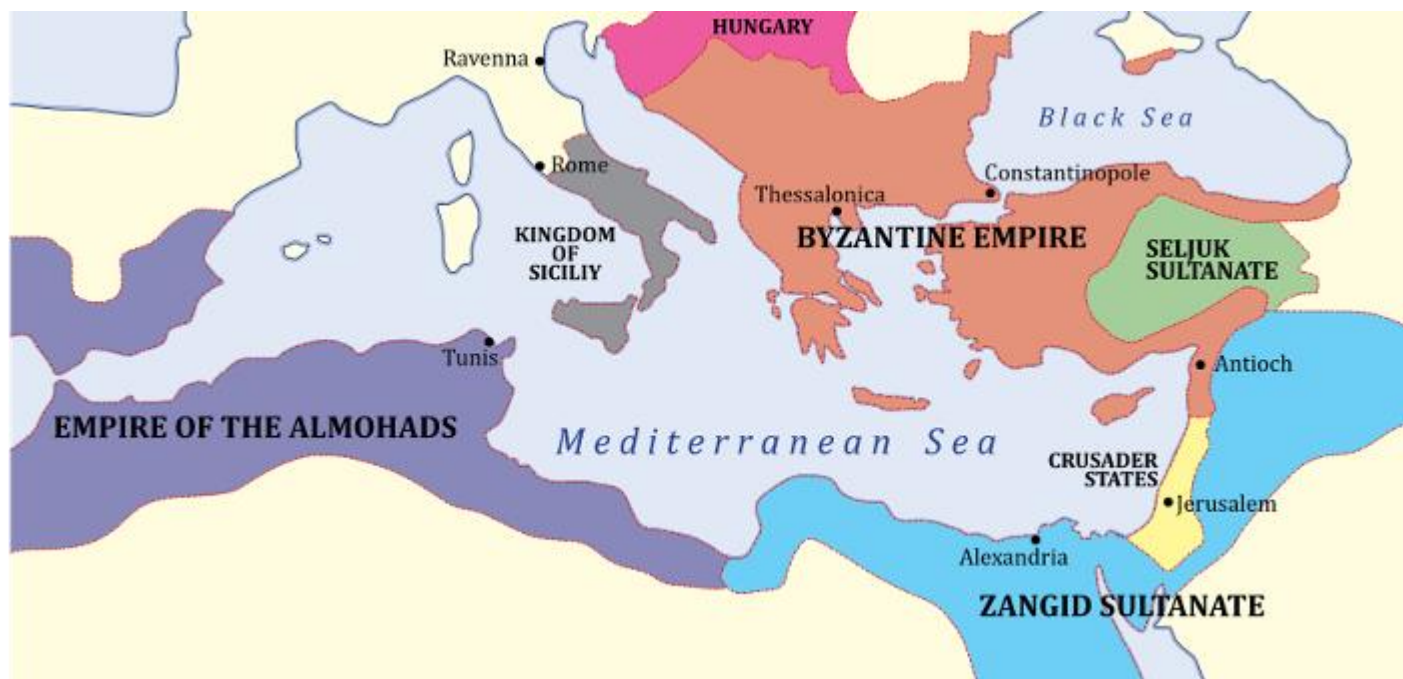 HUNGARY
Ravenna
Black Sea
Rome
Constantinopole
Thessalonica
KINGDOM
OF
SICILIY
BYZANTINE EMPIRE
SELJUK
SULTANATE
Tunis
Antioch
EMPIRE OF THE ALMOHADS
Mediterranean Sea
CRUSADER
STATES
Jerusalem
Alexandria
ZANGID SULTANATE